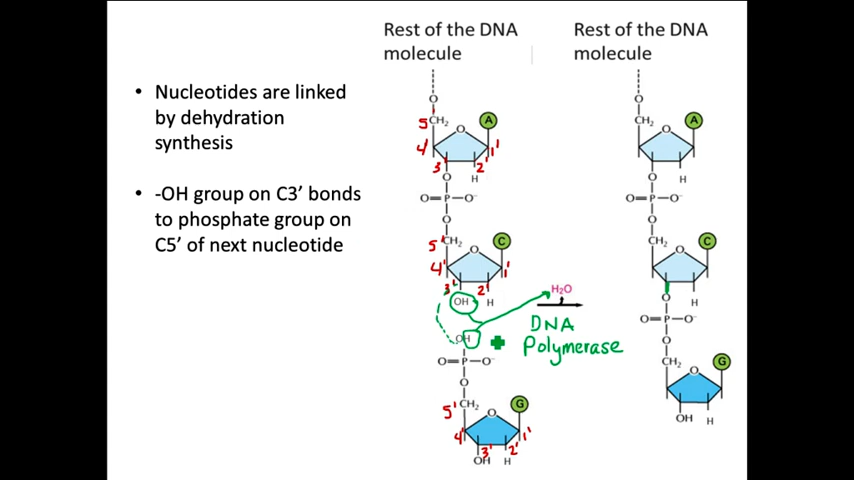 Rest of the DNA
molecule
Rest of the DNA
molecule
• Nucleotides are linked
by dehydration
synthesis
• -OH group on C3’ bonds
to phosphate group on
C5’ of next nucleotide
O
O
5'
CH₂
O
A
4'
3'
2'
1'
H
O
O=P—O⁻
O
5'
CH₂
O
C
4'
3'
2'
1'
OH
H
H₂O
DNA
Polymerase
OH
+
O=P—O⁻
O
5'
CH₂
O
G
4'
3'
2'
1'
OH
H
CH₂
O
A
O
H
O=P—O⁻
O
CH₂
O
C
O
H
O=P—O⁻
O
CH₂
O
G
OH
H